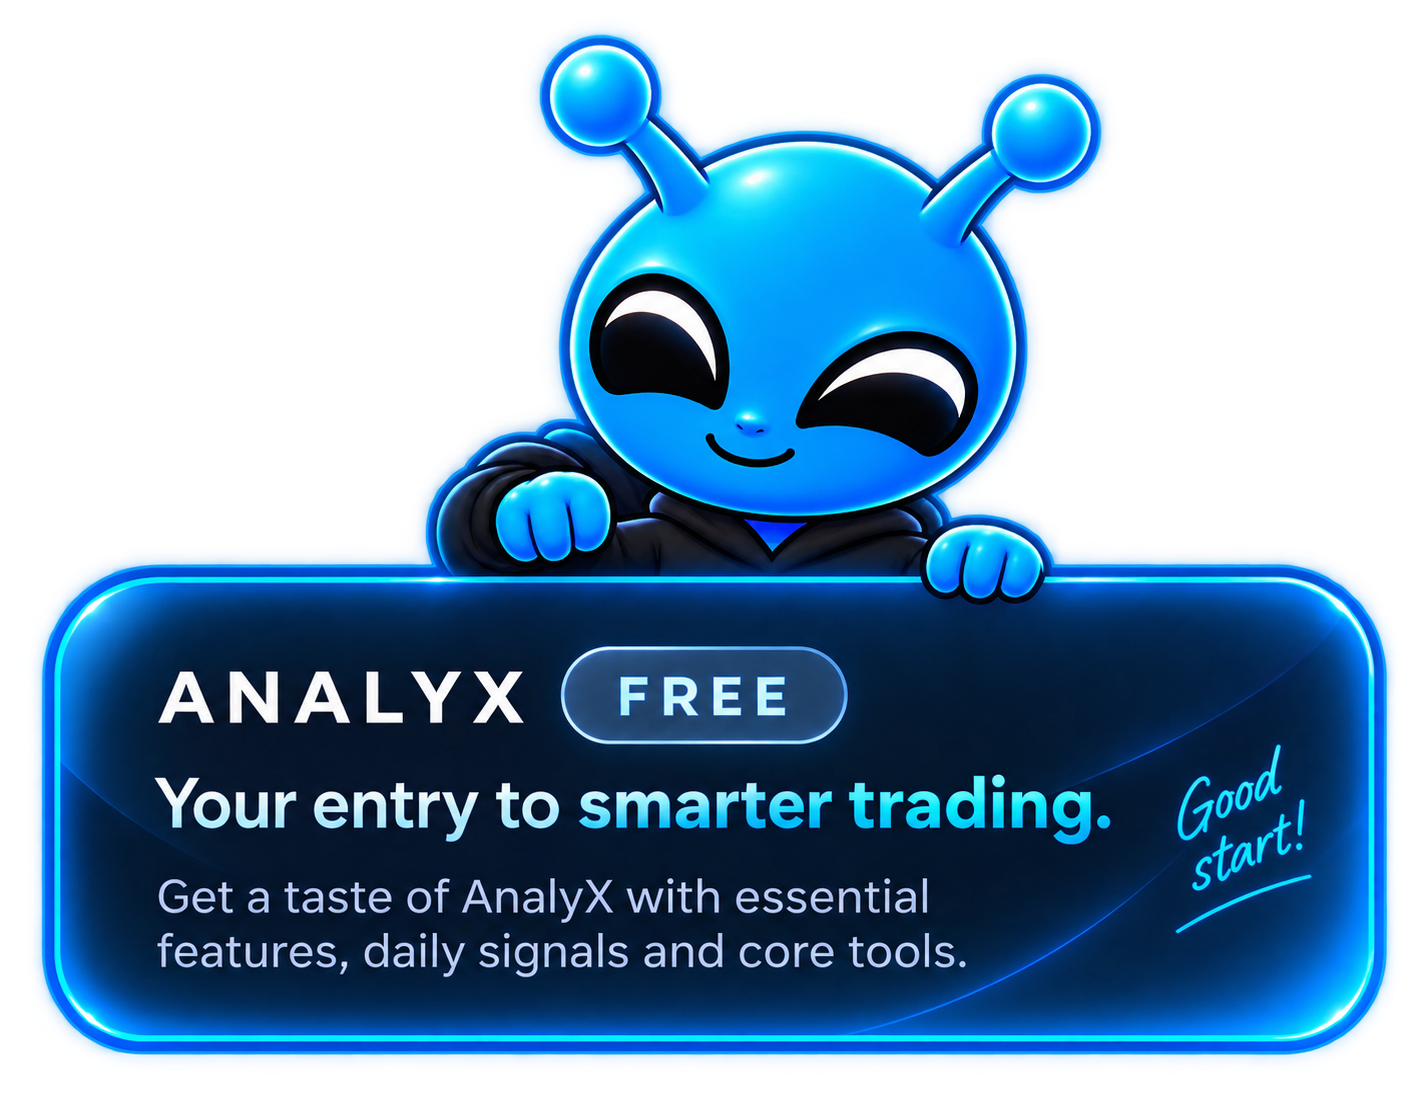 ANALYX FREE
Your entry to smarter trading.
Get a taste of AnalyX with essential
features, daily signals and core tools.
Good
start!